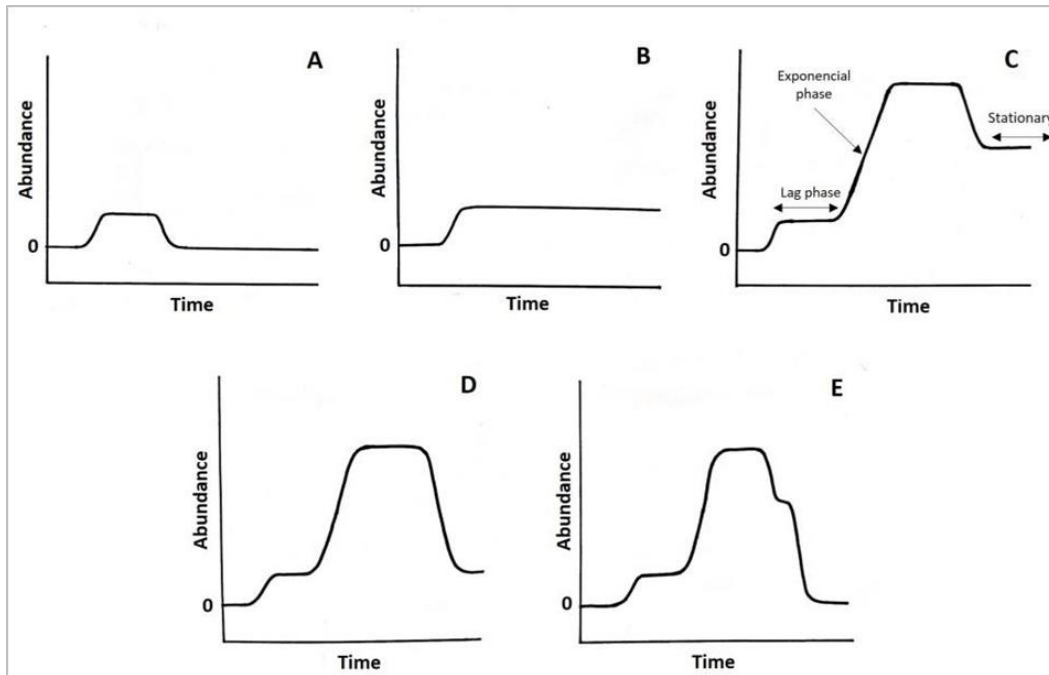 A
Abundance
0
Time
B
Abundance
0
Time
C
Exponencial
phase
Stationary
Lag phase
Abundance
0
Time
D
Abundance
0
Time
E
Abundance
0
Time